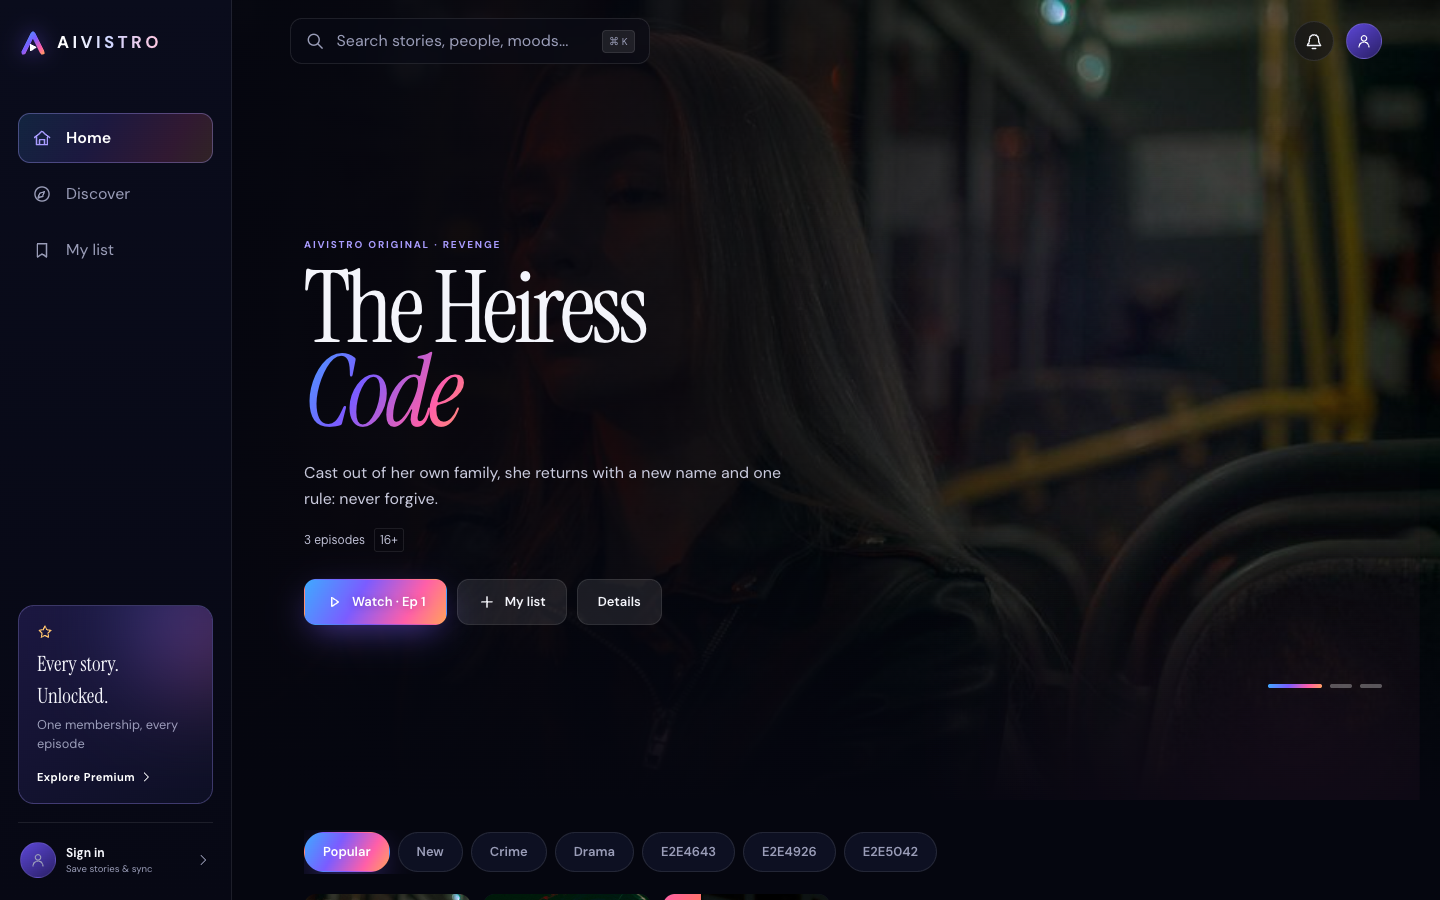 AIVISTRO
Search stories, people, moods...
⌘ K
Home
Discover
My list
AIVISTRO ORIGINAL · REVENGE
The Heiress
Code
Cast out of her own family, she returns with a new name and one
rule: never forgive.
3 episodes 16+
Watch · Ep 1
My list
Details
Every story.
Unlocked.
One membership, every
episode
Explore Premium
Sign in
Save stories & sync
Popular
New
Crime
Drama
E2E4643
E2E4926
E2E5042